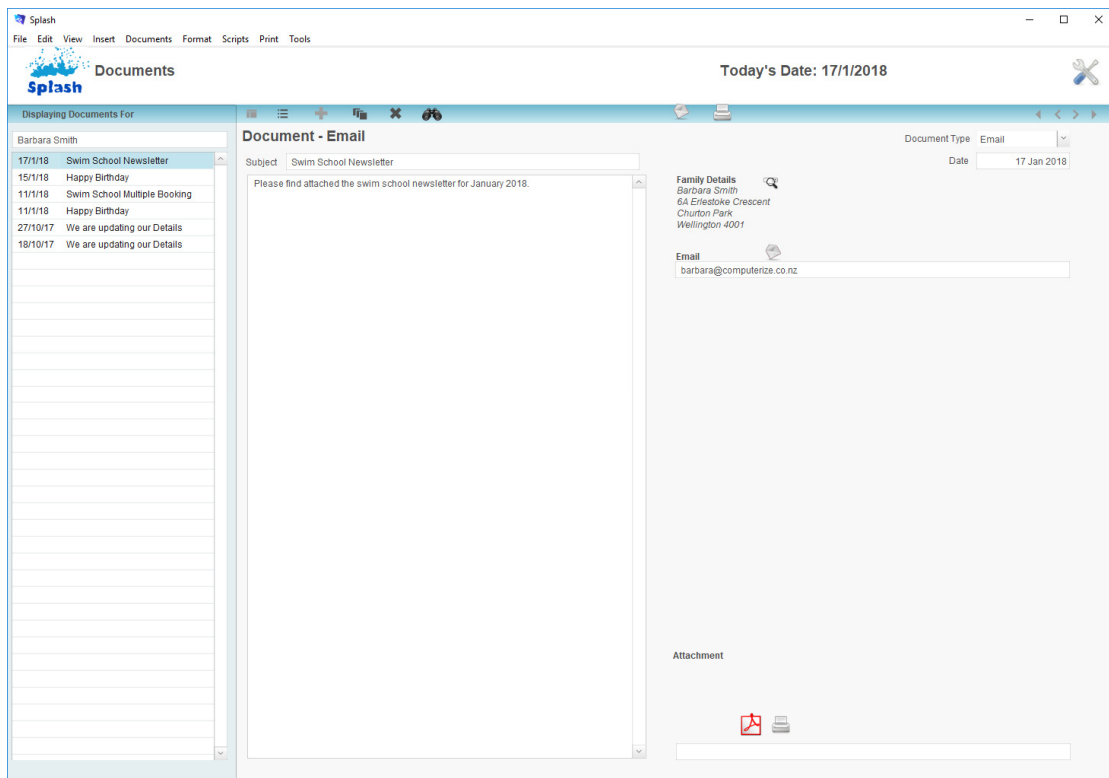 Splash
File Edit View Insert Documents Format Scripts Print Tools
Splash
Documents
Today's Date: 17/1/2018
Displaying Documents For
Barbara Smith
17/1/18 Swim School Newsletter
15/1/18 Happy Birthday
11/1/18 Swim School Multiple Booking
11/1/18 Happy Birthday
27/10/17 We are updating our Details
18/10/17 We are updating our Details
Document - Email
Document Type Email
Subject Swim School Newsletter
Date 17 Jan 2018
Please find attached the swim school newsletter for January 2018.
Family Details
Barbara Smith
6A Erlestoke Crescent
Churton Park
Wellington 4001
Email
barbara@computerize.co.nz
Attachment